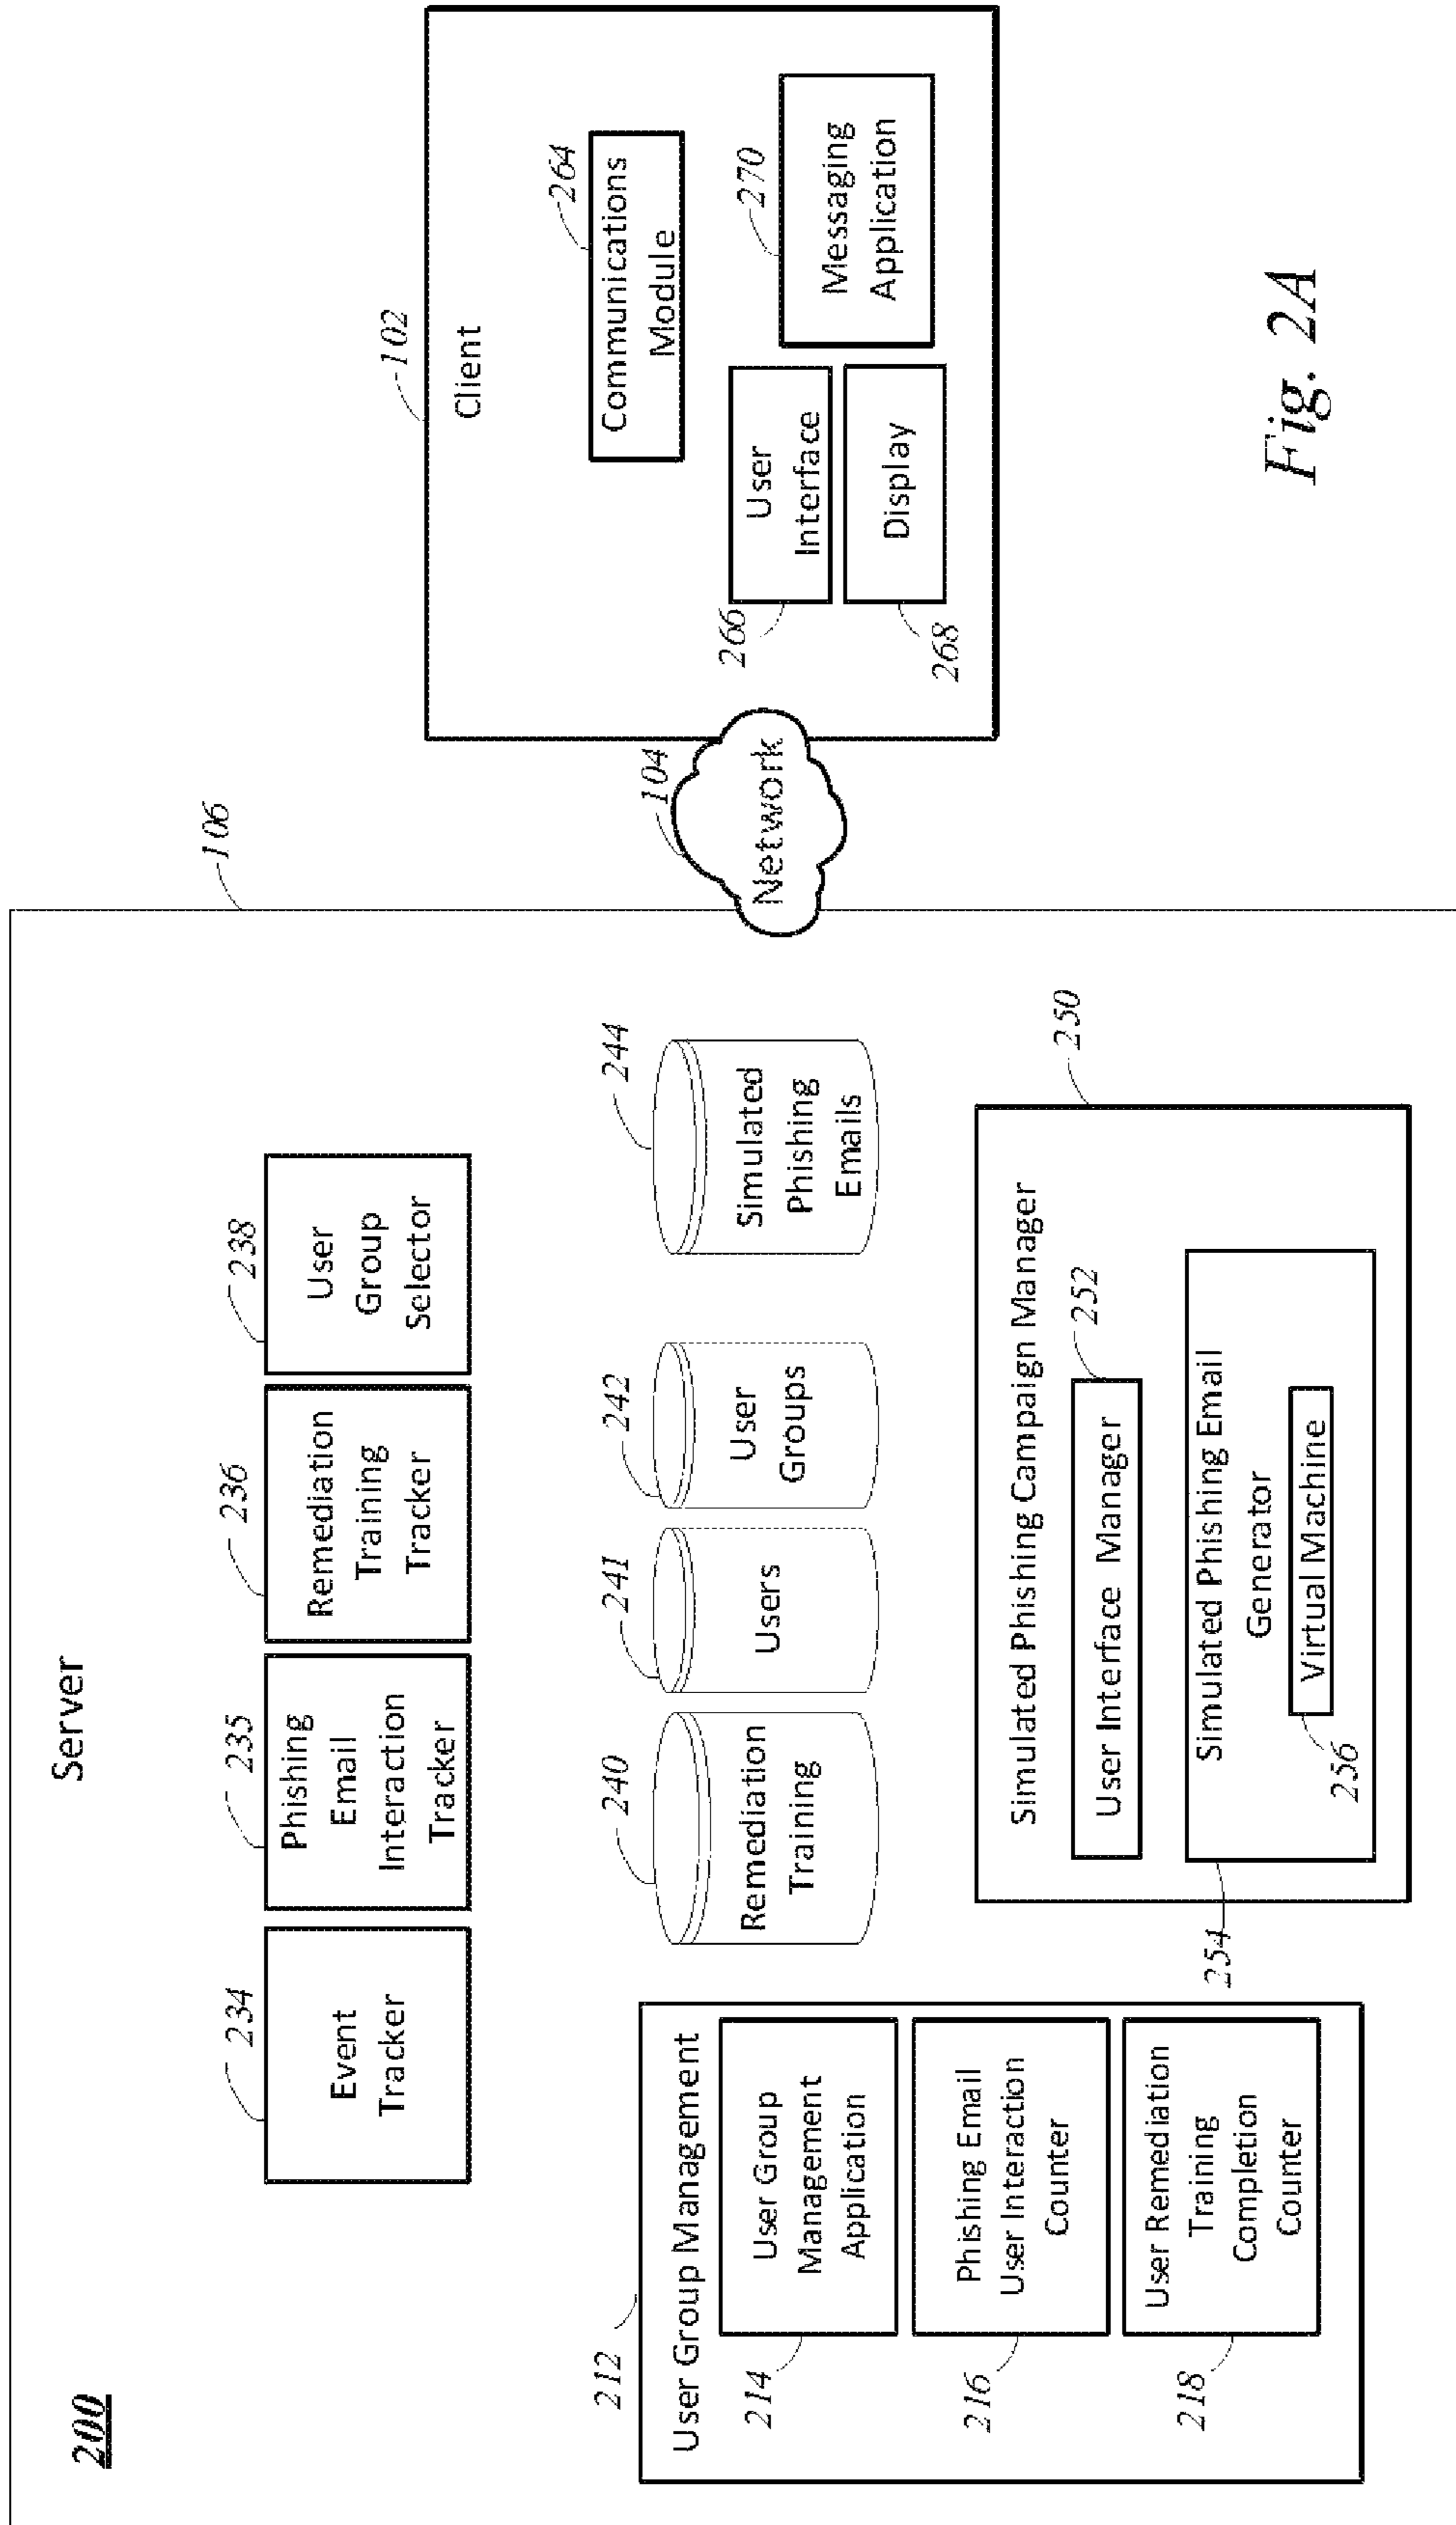 200
Server
106
234
Event
Tracker
235
Phishing
Email
Interaction
Tracker
236
Remediation
Training
Tracker
238
User
Group
Selector
212
User Group Management
214
User Group
Management
Application
216
Phishing Email
User Interaction
Counter
218
User Remediation
Training
Completion
Counter
240
Remediation
Training
241
Users
242
User
Groups
244
Simulated
Phishing
Emails
250
Simulated Phishing Campaign Manager
252
User Interface Manager
254
Simulated Phishing Email
Generator
256
Virtual Machine
104
Network
102
Client
264
Communications
Module
266
User
Interface
268
Display
270
Messaging
Application
Fig. 2A